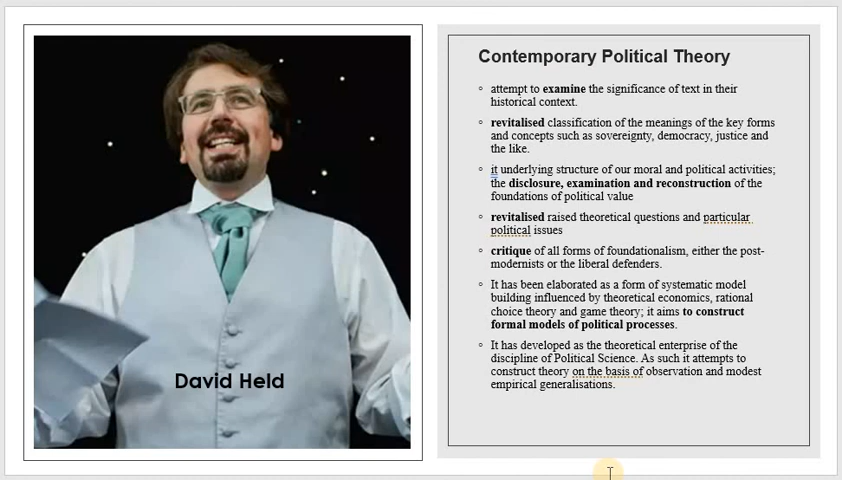 David Held
Contemporary Political Theory
◦ attempt to examine the significance of text in their
historical context.
◦ revitalised classification of the meanings of the key forms
and concepts such as sovereignty, democracy, justice and
the like.
◦ it underlying structure of our moral and political activities;
the disclosure, examination and reconstruction of the
foundations of political value
◦ revitalised raised theoretical questions and particular
political issues
◦ critique of all forms of foundationalism, either the post-
modernists or the liberal defenders.
◦ It has been elaborated as a form of systematic model
building influenced by theoretical economics, rational
choice theory and game theory; it aims to construct
formal models of political processes.
◦ It has developed as the theoretical enterprise of the
discipline of Political Science. As such it attempts to
construct theory on the basis of observation and modest
empirical generalisations.